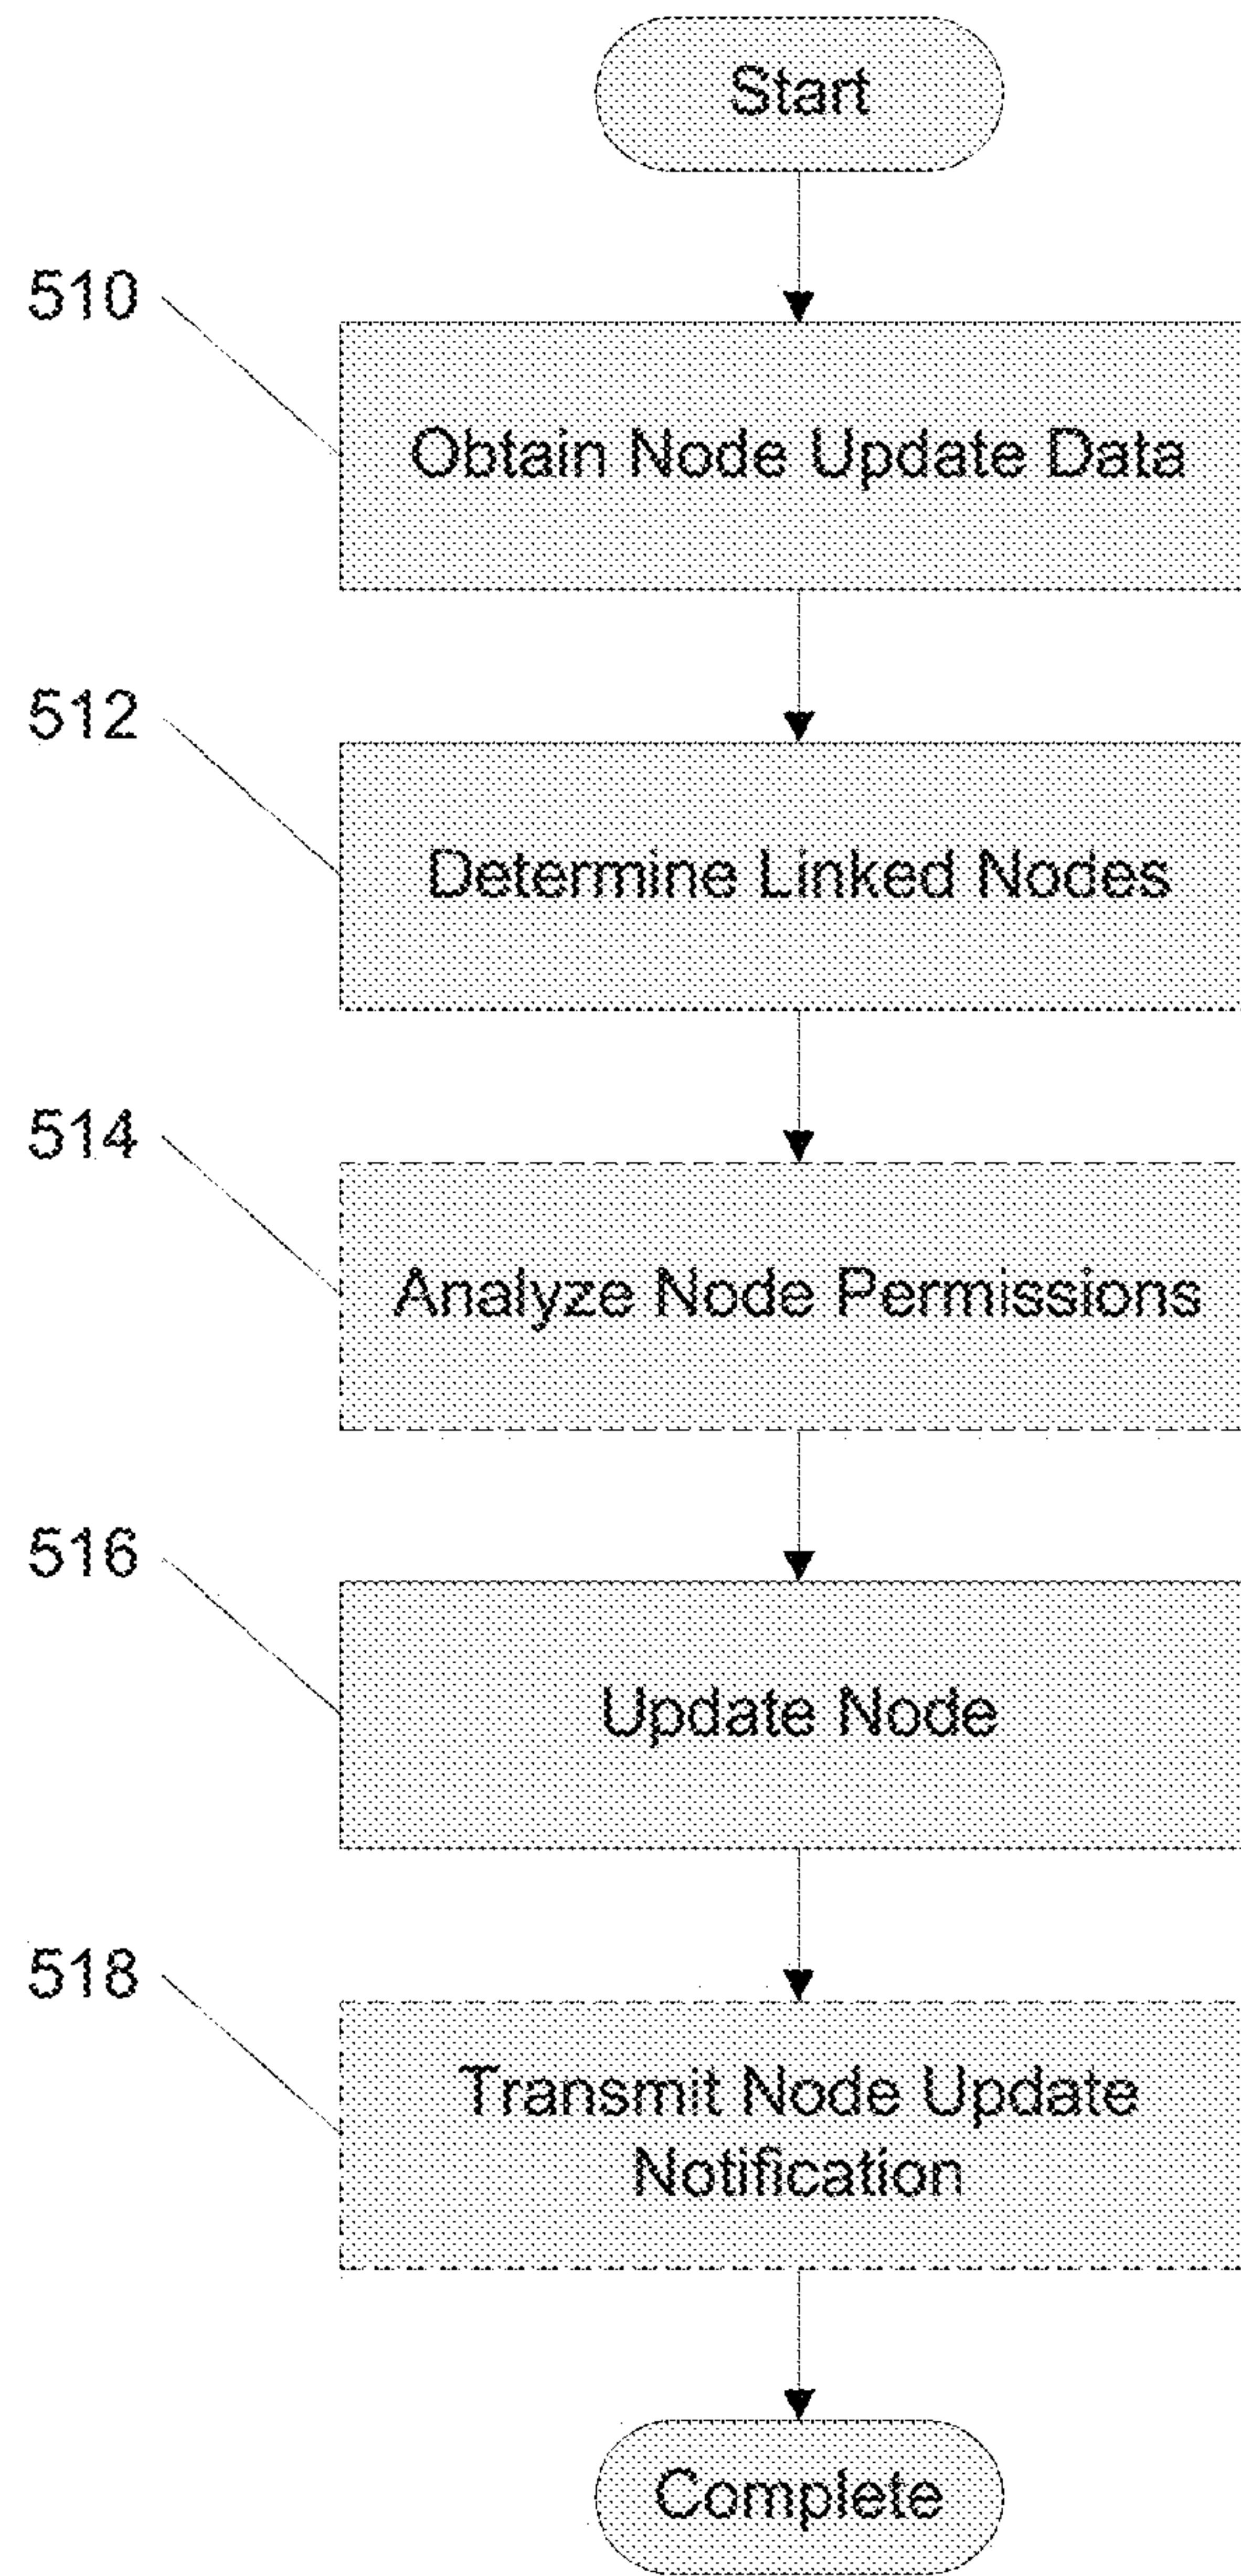 Start
510
Obtain Node Update Data
512
Determine Linked Nodes
514
Analyze Node Permissions
516
Update Node
518
Transmit Node Update
Notification
Complete